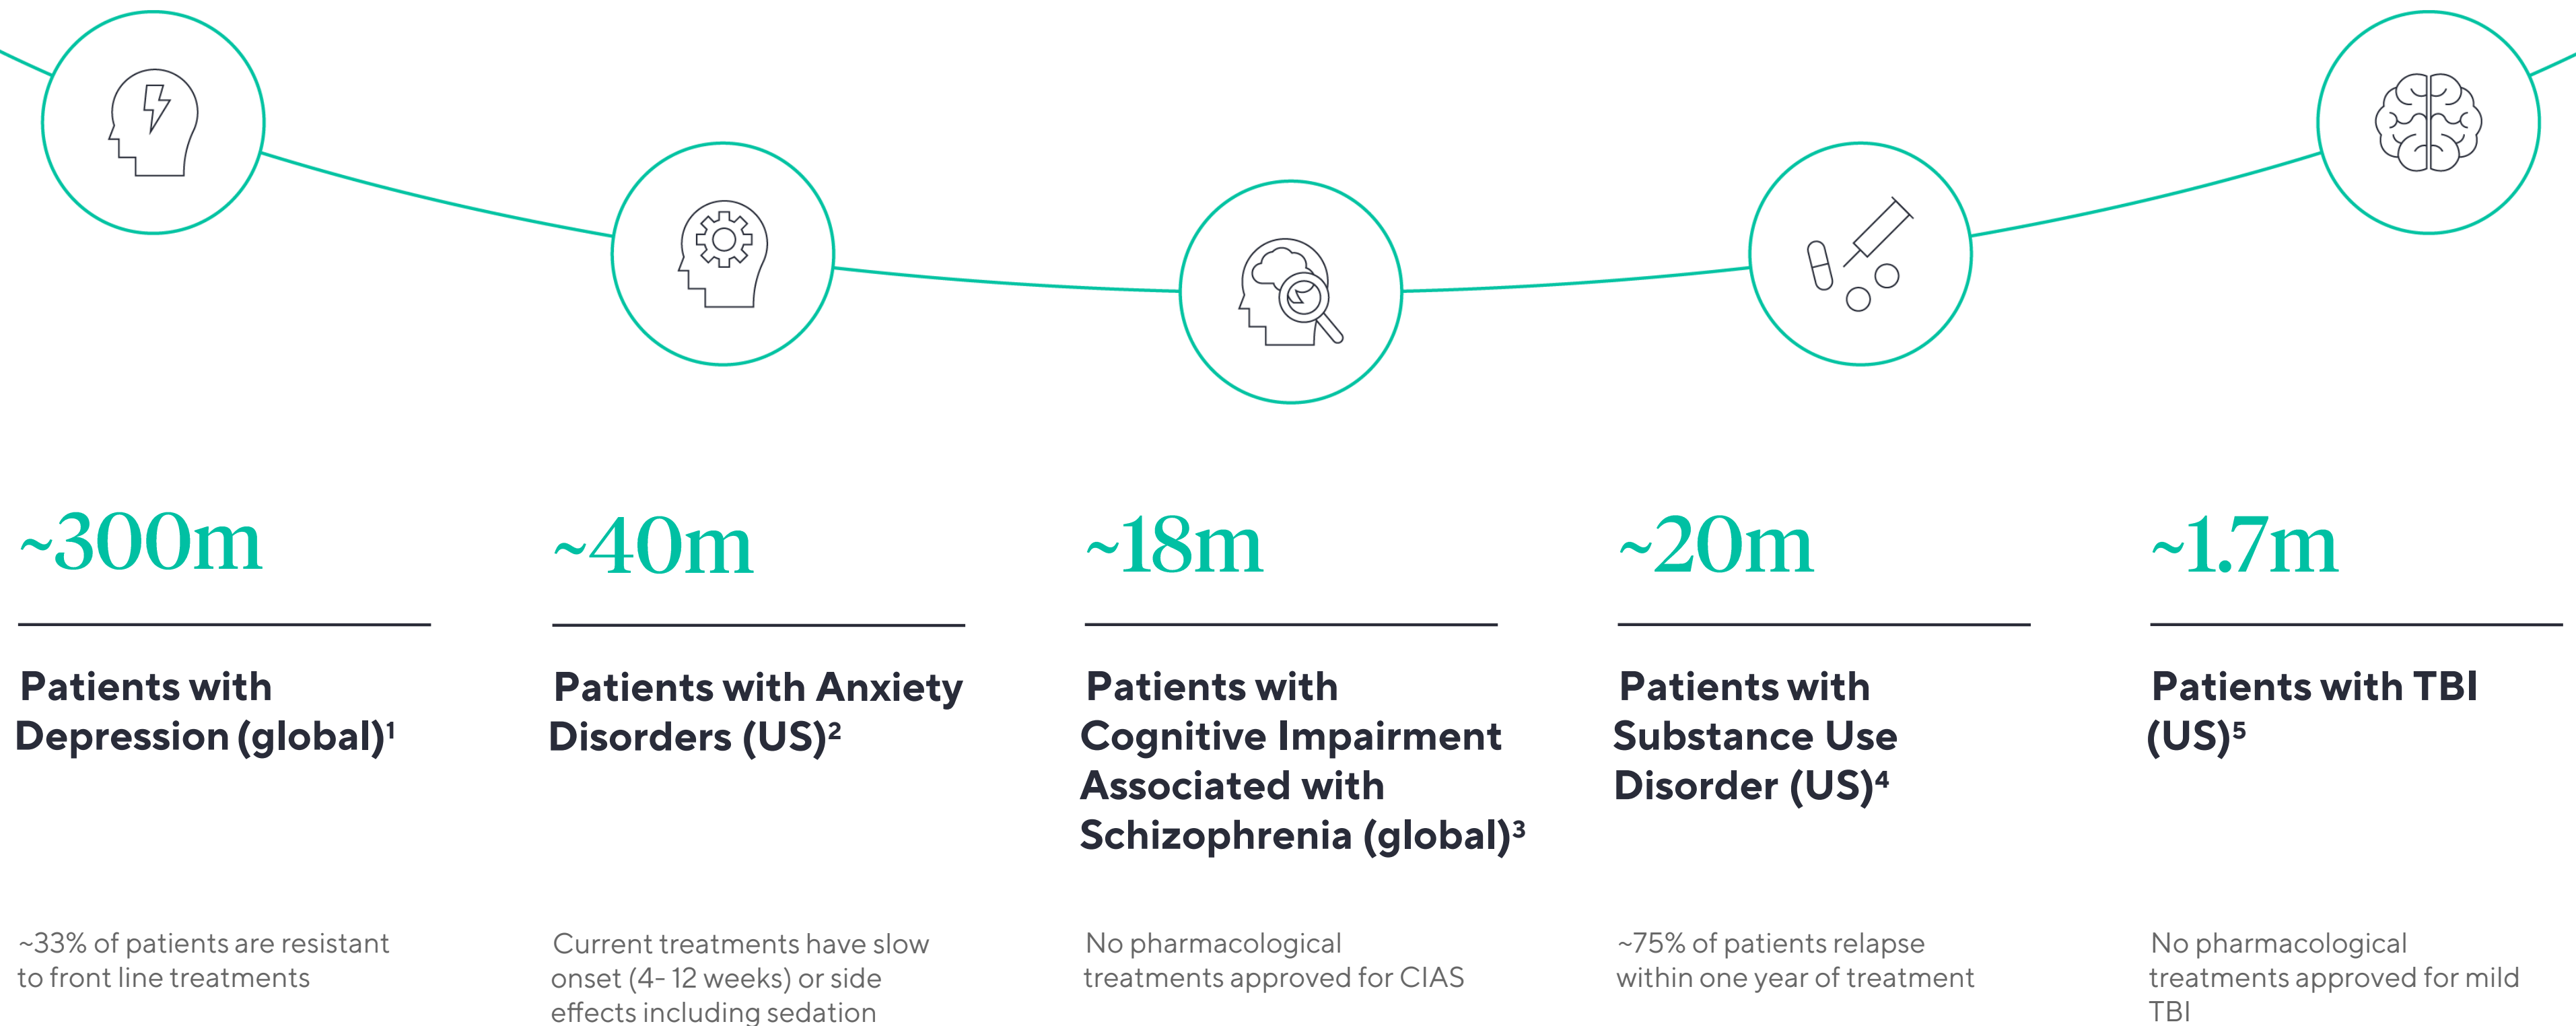 ~300m
Patients with
Depression (global)¹
~33% of patients are resistant
to front line treatments
~40m
Patients with Anxiety
Disorders (US)²
Current treatments have slow
onset (4- 12 weeks) or side
effects including sedation
~18m
Patients with
Cognitive Impairment
Associated with
Schizophrenia (global)³
No pharmacological
treatments approved for CIAS
~20m
Patients with
Substance Use
Disorder (US)⁴
~75% of patients relapse
within one year of treatment
~1.7m
Patients with TBI
(US)⁵
No pharmacological
treatments approved for mild
TBI